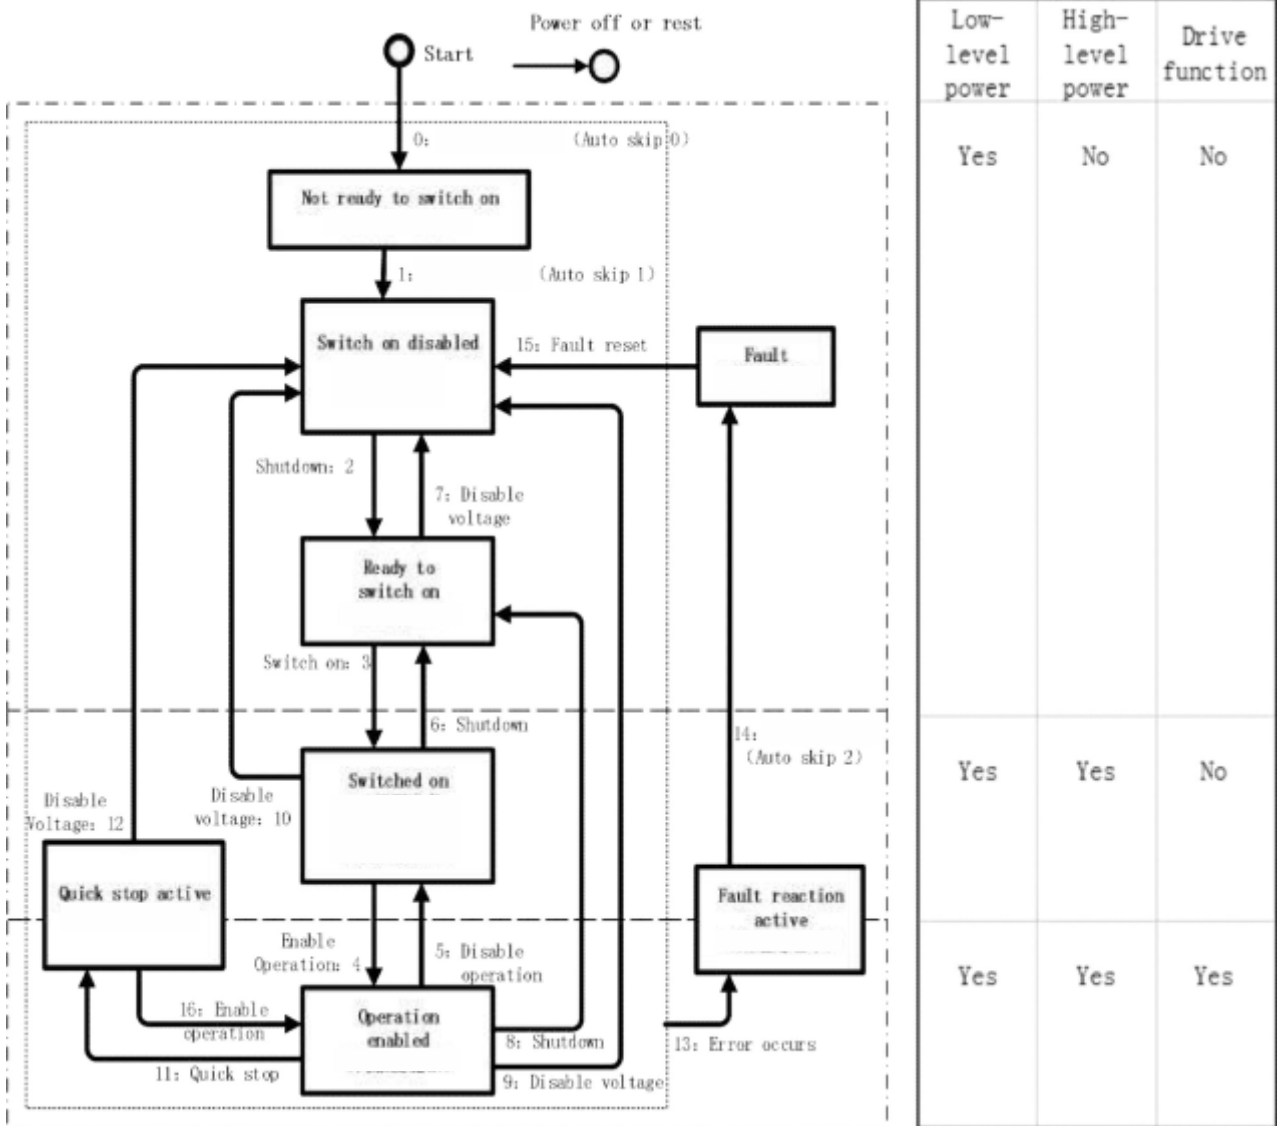 Power off or rest
Start
0:
(Auto skip 0)
Not ready to switch on
1:
(Auto skip 1)
Switch on disabled
15: Fault reset
Fault
Shutdown: 2
7: Disable
voltage
Ready to
switch on
Switch on: 3
6: Shutdown
14:
(Auto skip 2)
Switched on
Disable
voltage: 10
Disable
Voltage: 12
Quick stop active
Fault reaction
active
Enable
Operation: 4
5: Disable
operation
16: Enable
operation
Operation
enabled
8: Shutdown
13: Error occurs
11: Quick stop
9: Disable voltage
Low-
level
power
High-
level
power
Drive
function
Yes
No
No
Yes
Yes
No
Yes
Yes
Yes